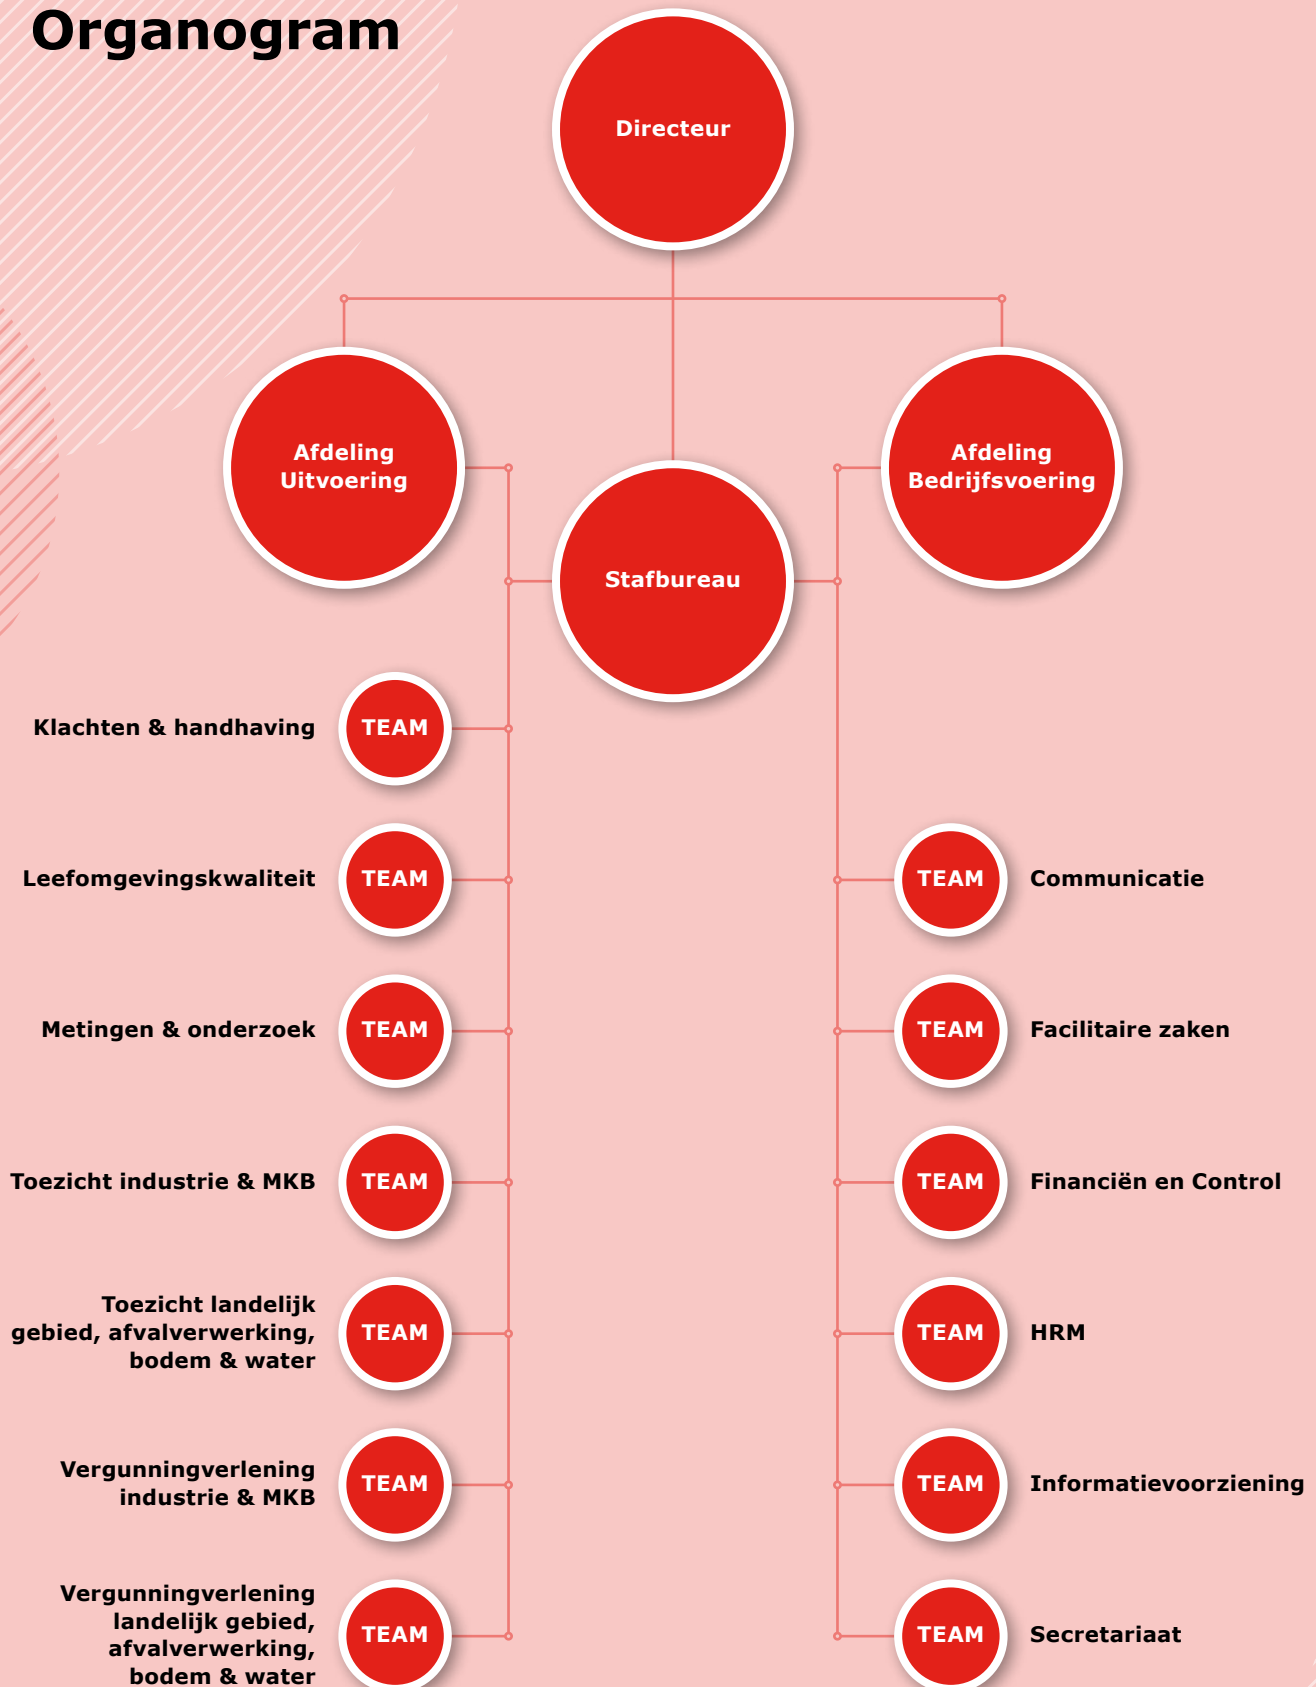 Organogram
Directeur
Afdeling
Uitvoering
Afdeling
Bedrijfsvoering
Stafbureau
Klachten & handhaving
TEAM
Leefomgevingskwaliteit
TEAM
TEAM
Communicatie
Metingen & onderzoek
TEAM
TEAM
Facilitaire zaken
Toezicht industrie & MKB
TEAM
TEAM
Financiën en Control
Toezicht landelijk
gebied, afvalverwerking,
bodem & water
TEAM
TEAM
HRM
Vergunningverlening
industrie & MKB
TEAM
TEAM
Informatievoorziening
Vergunningverlening
landelijk gebied,
afvalverwerking,
bodem & water
TEAM
TEAM
Secretariaat